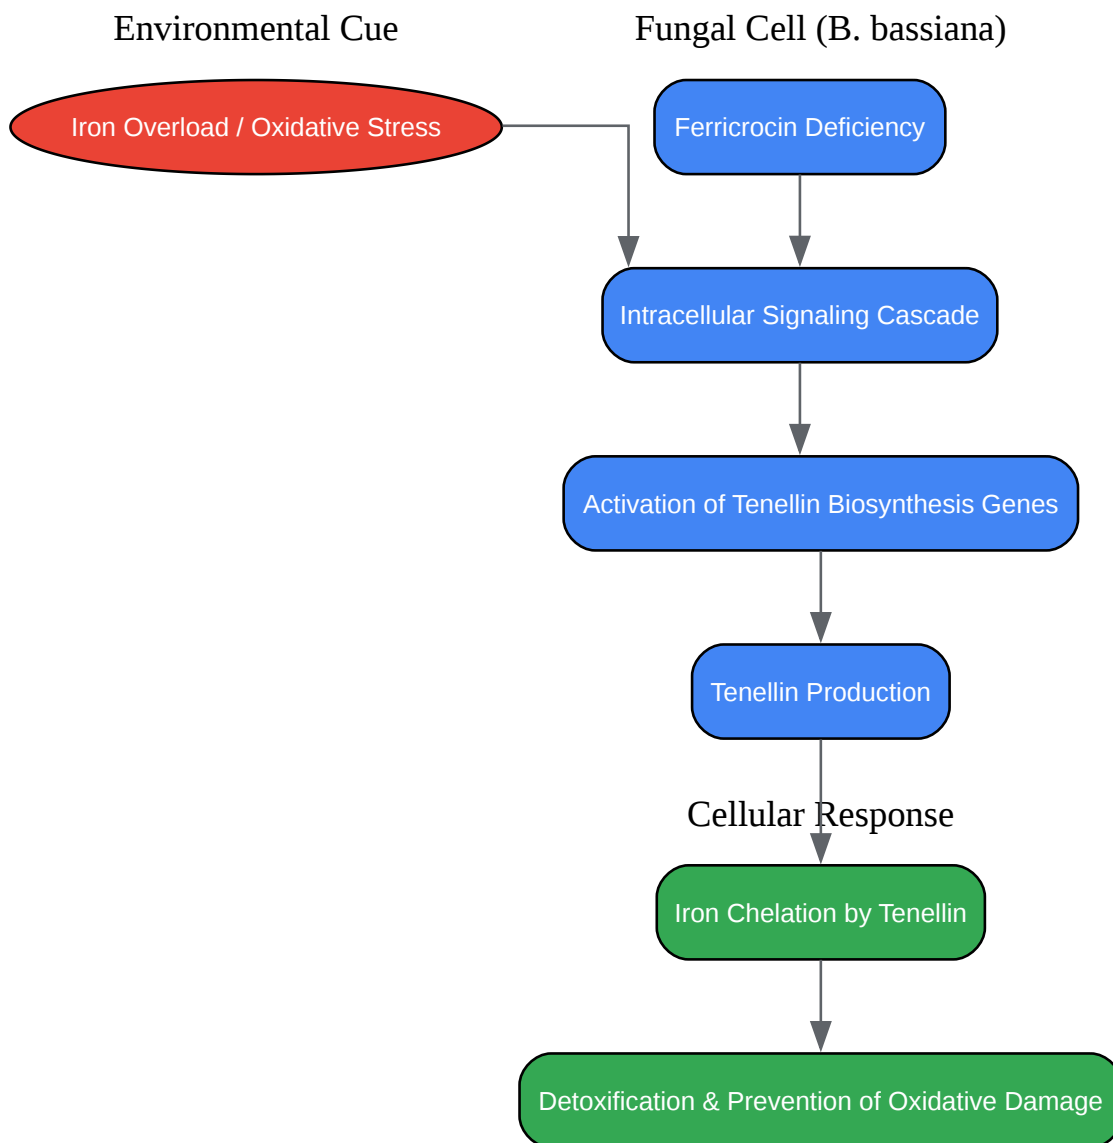 Environmental Cue
Fungal Cell (B. bassiana)
Iron Overload / Oxidative Stress
Ferricrocin Deficiency
Intracellular Signaling Cascade
Activation of Tenellin Biosynthesis Genes
Tenellin Production
Cellular Response
Iron Chelation by Tenellin
Detoxification & Prevention of Oxidative Damage